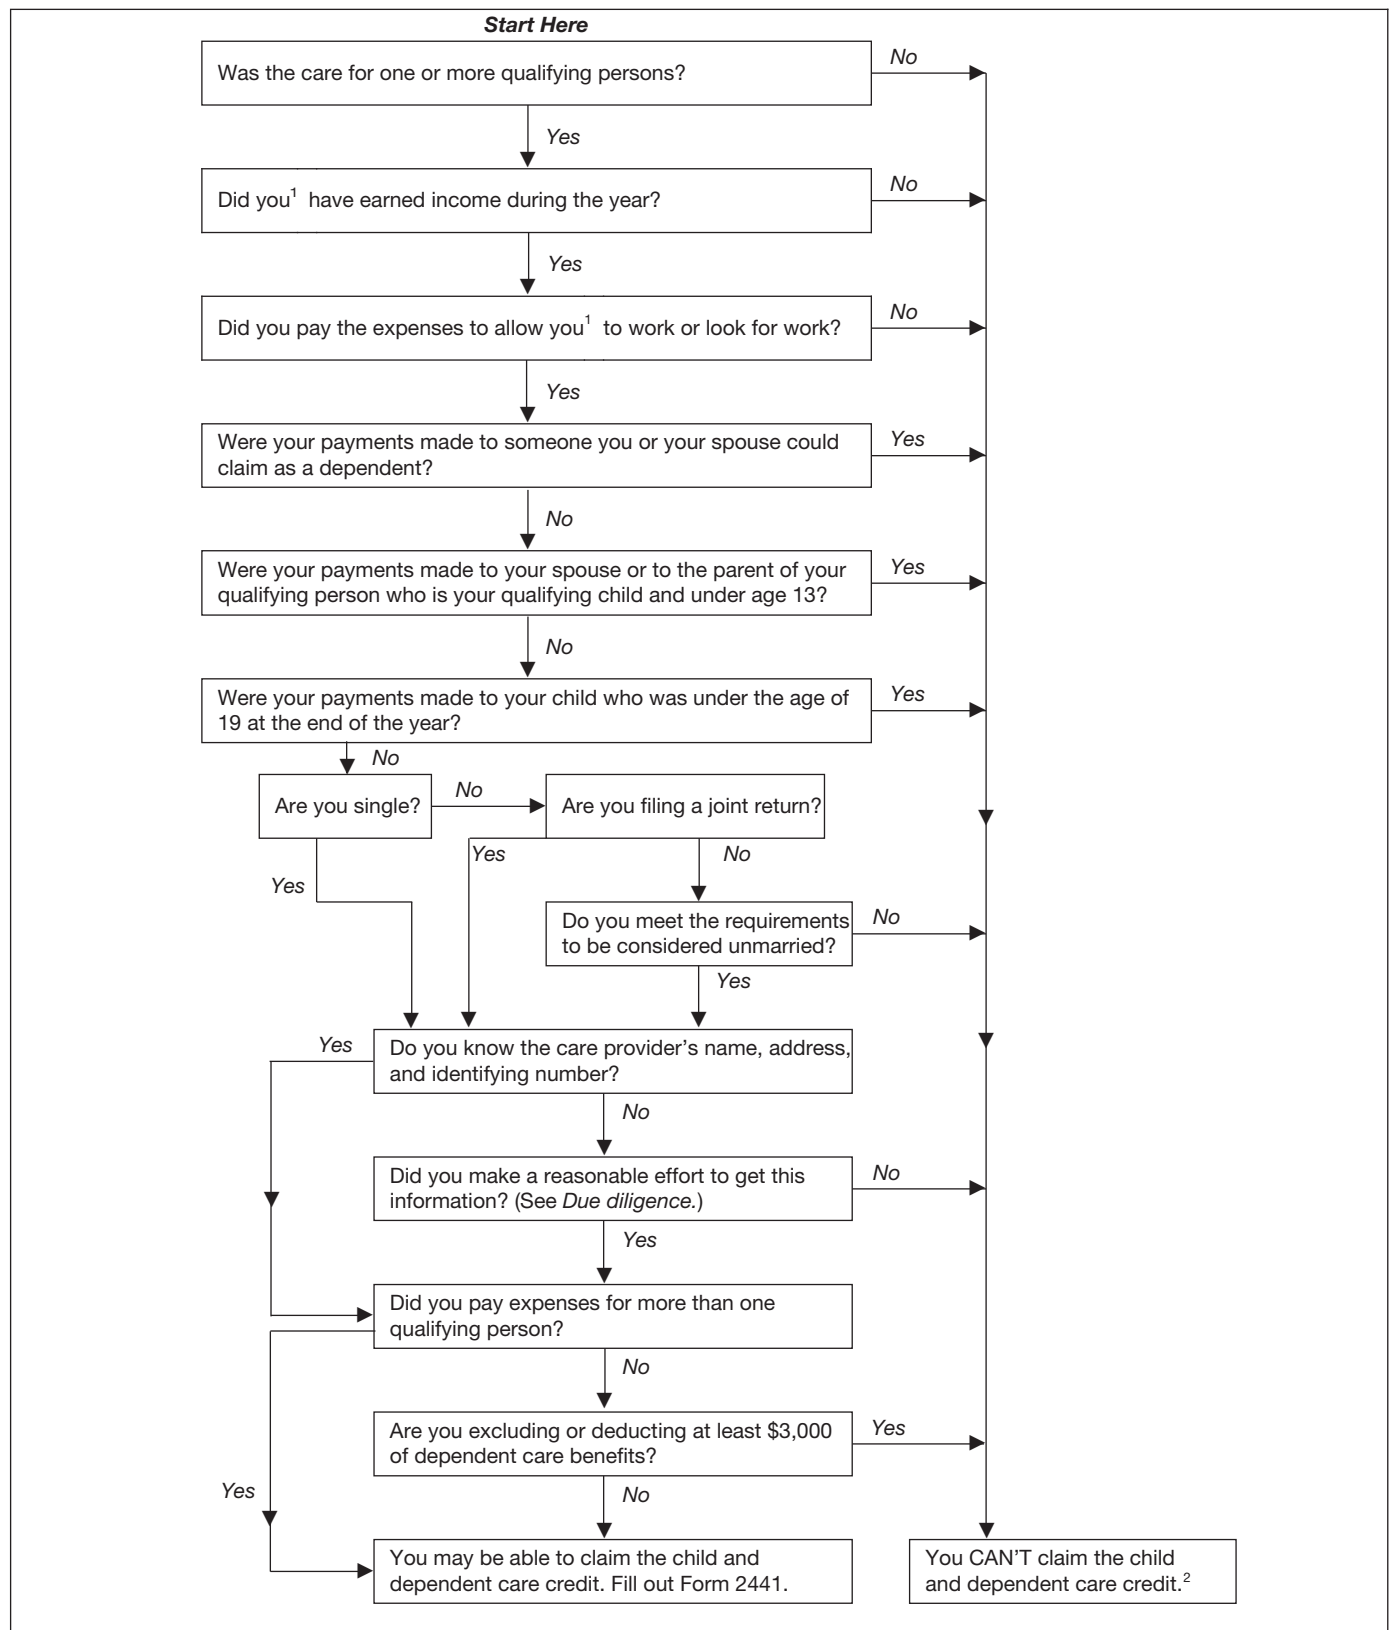 Start Here
Was the care for one or more qualifying persons?
No
Yes
Did you1 have earned income during the year?
No
Yes
Did you pay the expenses to allow you1 to work or look for work?
No
Yes
Were your payments made to someone you or your spouse could
claim as a dependent?
Yes
No
Were your payments made to your spouse or to the parent of your
qualifying person who is your qualifying child and under age 13?
Yes
No
Were your payments made to your child who was under the age of
19 at the end of the year?
Yes
No
Are you single?
No
Are you filing a joint return?
Yes
No
Yes
Do you meet the requirements
to be considered unmarried?
No
Yes
Yes
Do you know the care provider's name, address,
and identifying number?
No
Did you make a reasonable effort to get this
information? (See Due diligence.)
No
Yes
Did you pay expenses for more than one
qualifying person?
No
Are you excluding or deducting at least $3,000
of dependent care benefits?
Yes
Yes
No
You may be able to claim the child and
dependent care credit. Fill out Form 2441.
You CAN'T claim the child
and dependent care credit.2